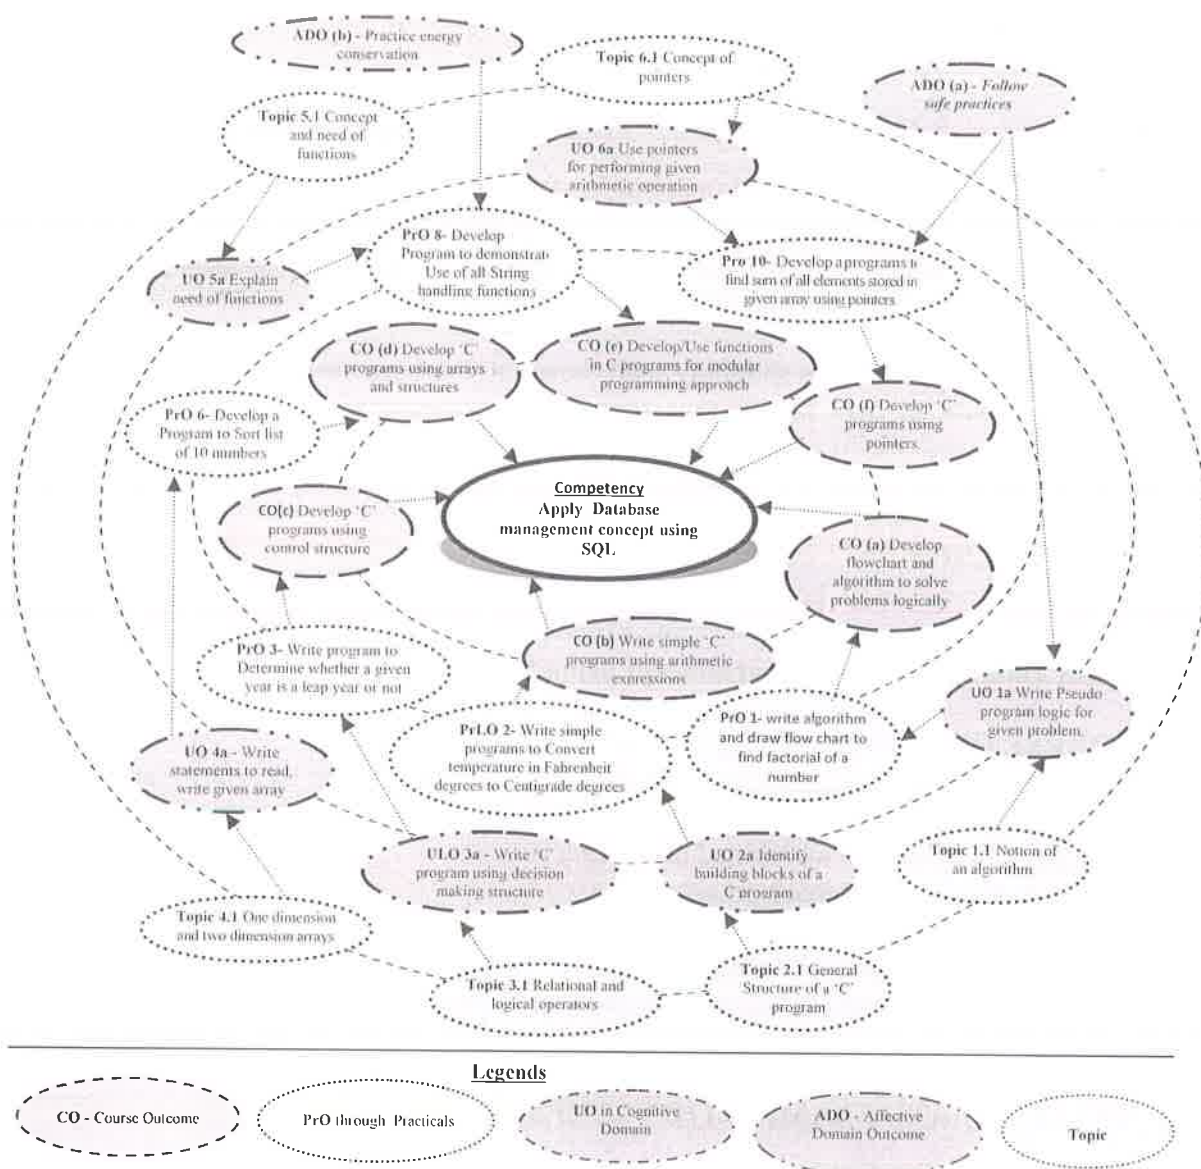 ADO (b) - Practice energy
conservation
Topic 6.1 Concept of
pointers
ADO (a) - Follow
safe practices
Topic 5.1 Concept
and need of
functions
UO 6a Use pointers
for performing given
arithmetic operation
PrO 8- Develop
Program to demonstrate
Use of all String
handling functions
Pro 10- Develop a programs to
find sum of all elements stored in
given array using pointers
UO 5a Explain
need of functions
CO (d) Develop 'C'
programs using arrays
and structures
CO (e) Develop/Use functions
in C programs for modular
programming approach
CO (f) Develop 'C'
programs using
pointers.
PrO 6- Develop a
Program to Sort list
of 10 numbers
Competency
Apply Database
management concept using
SQL
CO(c) Develop 'C'
programs using
control structure
CO (a) Develop
flowchart and
algorithm to solve
problems logically
CO (b) Write simple 'C'
programs using arithmetic
expressions
PrO 3- Write program to
Determine whether a given
year is a leap year or not
UO 1a Write Pseudo
program logic for
given problem.
PrLO 2- Write simple
programs to Convert
temperature in Fahrenheit
degrees to Centigrade degrees
PrO 1- write algorithm
and draw flow chart to
find factorial of a
number
UO 4a - Write
statements to read,
write given array
ULO 3a - Write 'C'
program using decision
making structure
UO 2a Identify
building blocks of a
C program
Topic 1.1 Notion of
an algorithm
Topic 4.1 One dimension
and two dimension arrays
Topic 3.1 Relational and
logical operators
Topic 2.1 General
Structure of a 'C'
program
Legends
CO - Course Outcome
PrO through Practicals
UO in Cognitive
Domain
ADO - Affective
Domain Outcome
Topic